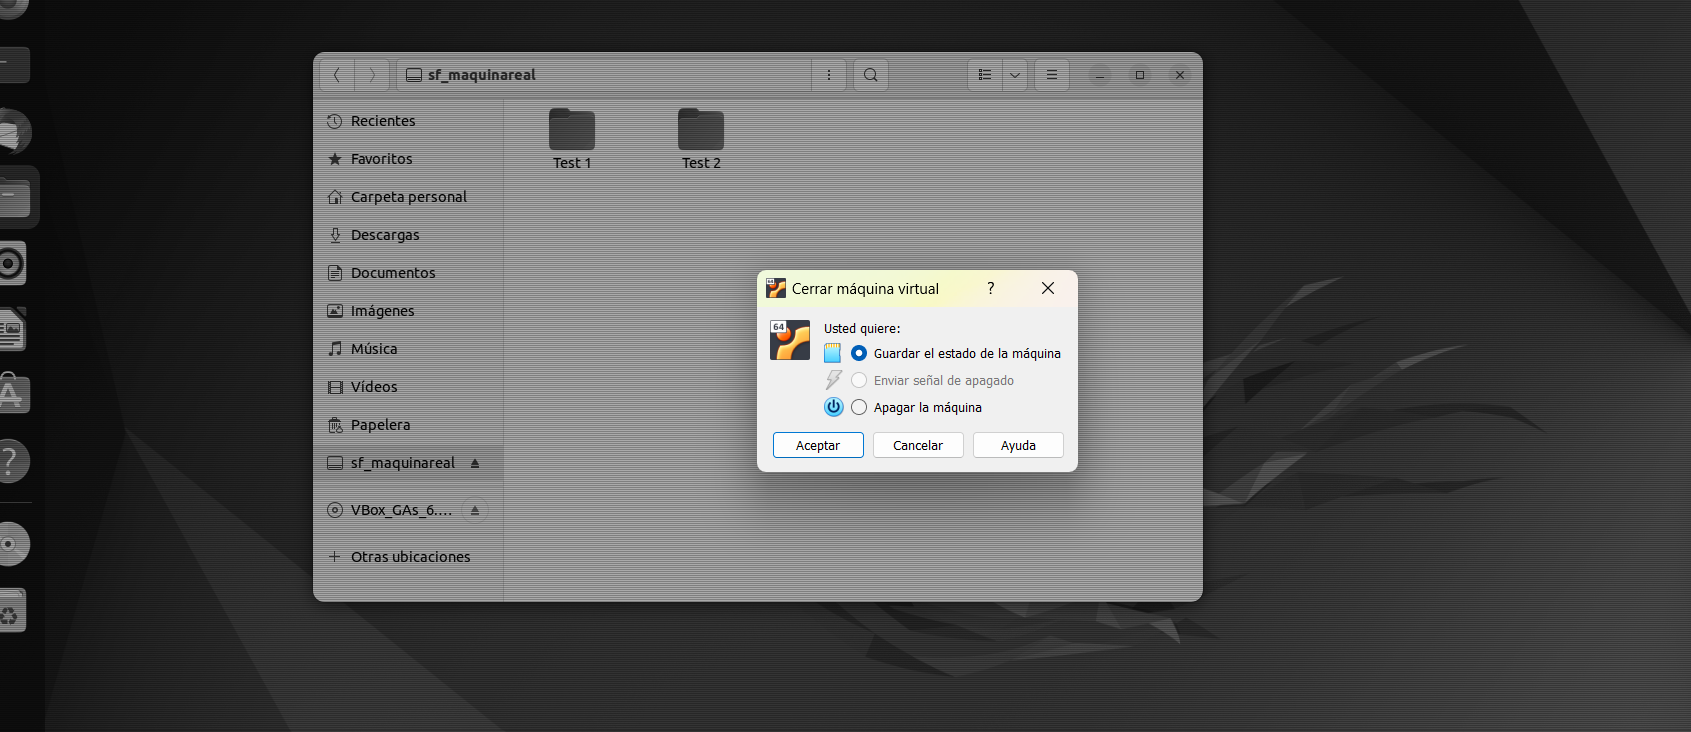 sf_maquinareal
Recientes
Favoritos
Carpeta personal
Descargas
Documentos
Imágenes
Música
Vídeos
Papelera
sf_maquinareal
VBox_GAs_6....
Otras ubicaciones
Test 1
Test 2
Cerrar máquina virtual
?
64
64
Usted quiere:
Guardar el estado de la máquina
Enviar señal de apagado
Apagar la máquina
Aceptar
Cancelar
Ayuda